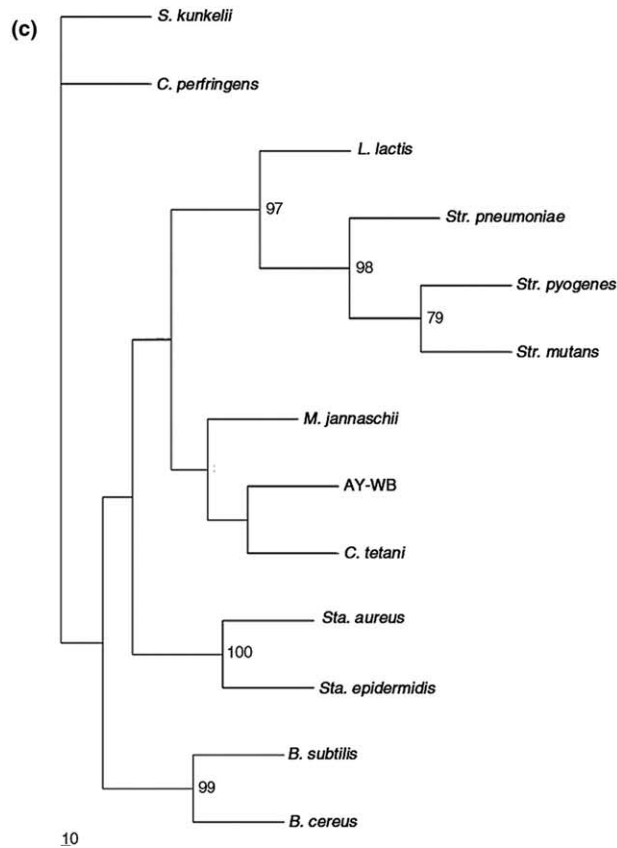 (c)
S. kunkelii
C. perfringens
L. lactis
97
Str. pneumoniae
98
Str. pyogenes
79
Str. mutans
M. jannaschii
AY-WB
C. tetani
Sta. aureus
100
Sta. epidermidis
B. subtilis
99
B. cereus
10